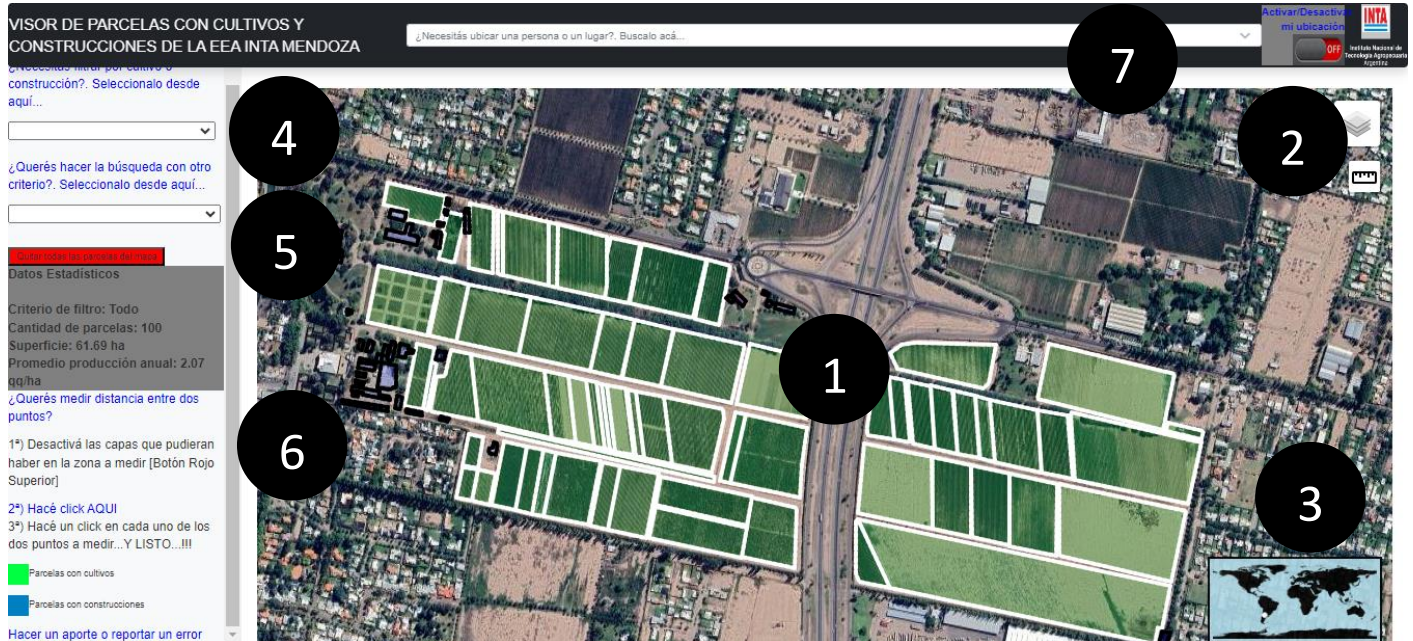 VISOR DE PARCELAS CON CULTIVOS Y
CONSTRUCCIONES DE LA EEA INTA MENDOZA
¿Necesitás ubicar una persona o un lugar?. Buscalo acá...
Activar/Desactivar
mi ubicación
OFF
INTA
Instituto Nacional de
Tecnología Agropecuaria
Argentina
7
¿Necesitás filtrar por cultivo o
construcción?. Seleccionalo desde
aquí...
¿Querés hacer la búsqueda con otro
criterio?. Seleccionalo desde aquí...
Quitar todas las parcelas del mapa
Datos Estadísticos
Criterio de filtro: Todo
Cantidad de parcelas: 100
Superficie: 61.69 ha
Promedio producción anual: 2.07
qq/ha
¿Querés medir distancia entre dos
puntos?
1ª) Desactivá las capas que pudieran
haber en la zona a medir [Botón Rojo
Superior]
2ª) Hacé click AQUI
3ª) Hacé un click en cada uno de los
dos puntos a medir...Y LISTO...!!!
Parcelas con cultivos
Parcelas con construcciones
Hacer un aporte o reportar un error
4
5
6
1
2
3